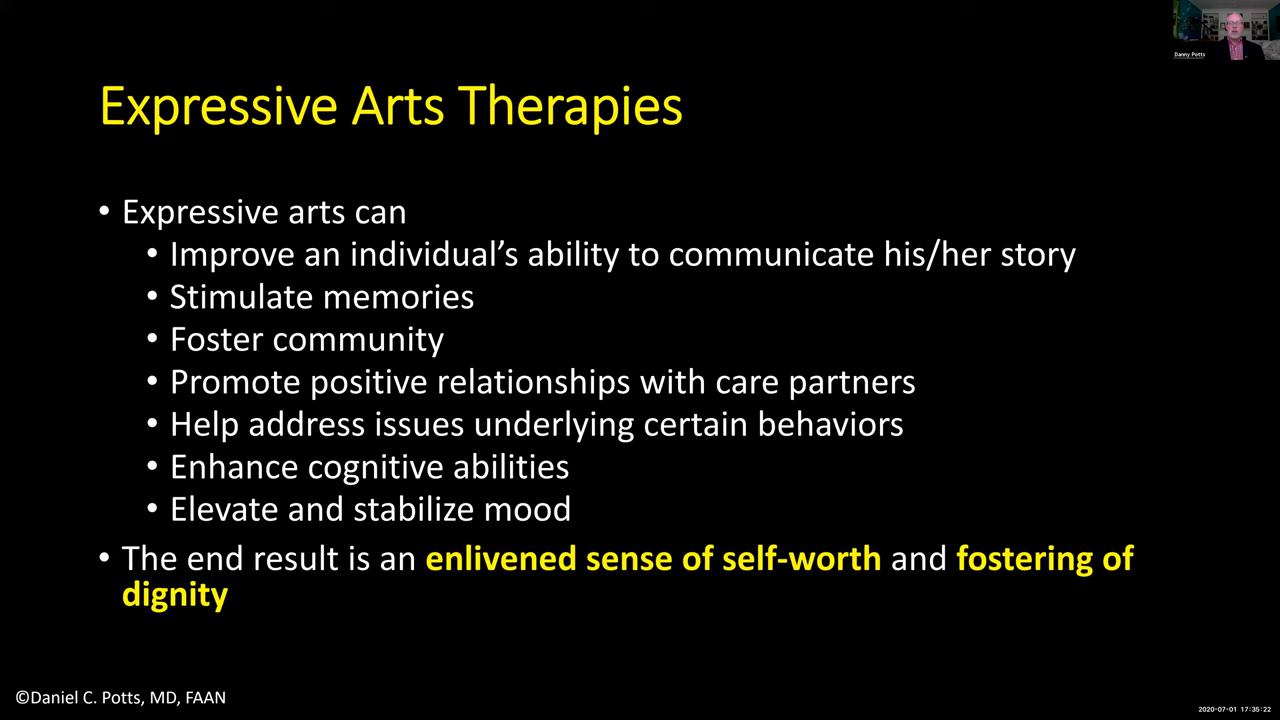 Danny Potts
Expressive Arts Therapies
• Expressive arts can
• Improve an individual’s ability to communicate his/her story
• Stimulate memories
• Foster community
• Promote positive relationships with care partners
• Help address issues underlying certain behaviors
• Enhance cognitive abilities
• Elevate and stabilize mood
• The end result is an enlivened sense of self-worth and fostering of
dignity
©Daniel C. Potts, MD, FAAN
2020-07-01 17:35:22